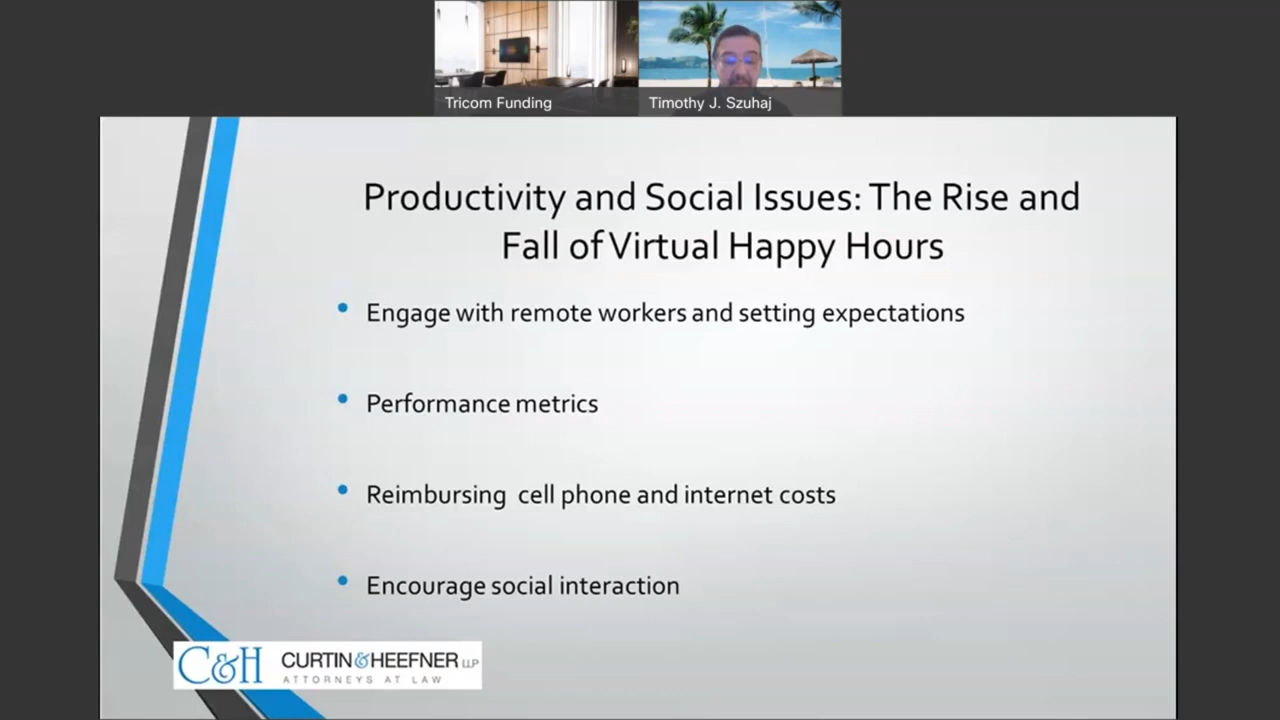 Tricom Funding
Timothy J. Szuhaj
Productivity and Social Issues: The Rise and
Fall of Virtual Happy Hours
• Engage with remote workers and setting expectations
• Performance metrics
• Reimbursing cell phone and internet costs
• Encourage social interaction
C&H CURTIN & HEEFNER LLP
ATTORNEYS AT LAW